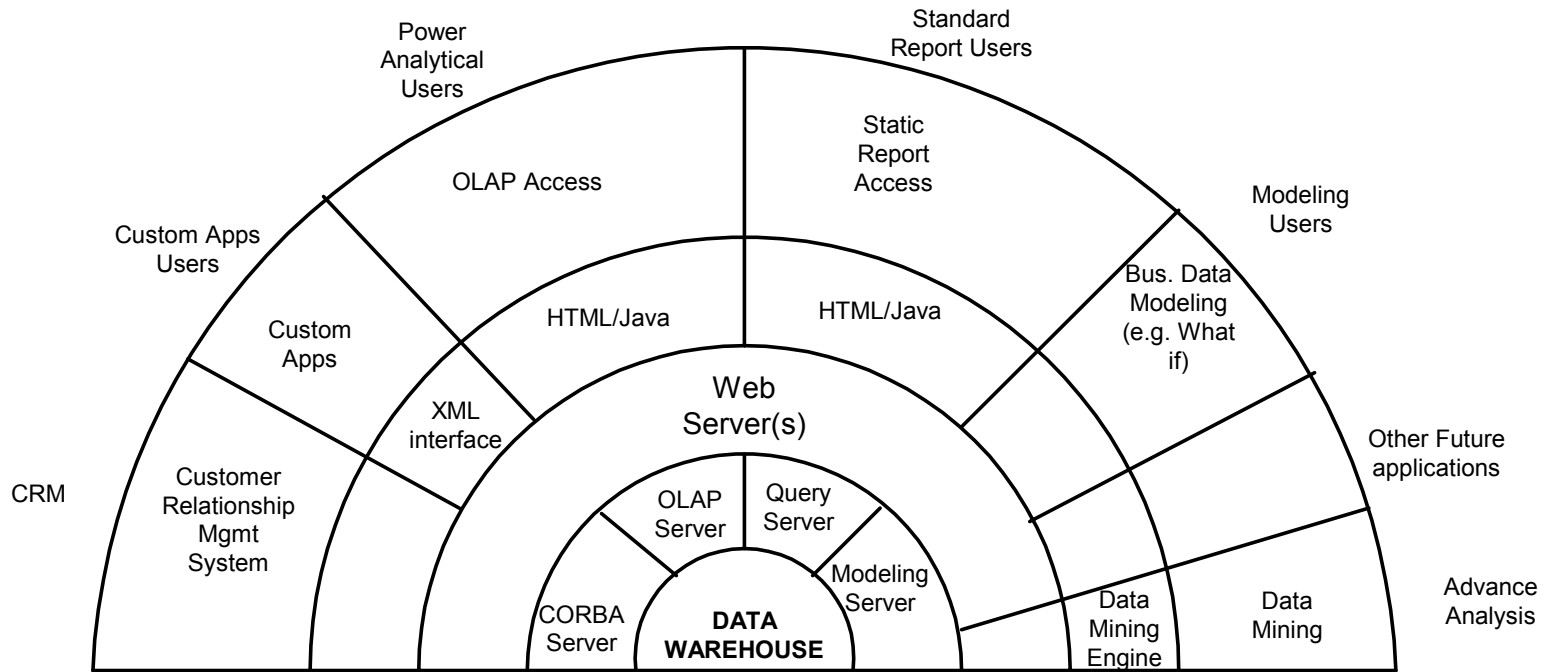 Power
Analytical
Users
Standard
Report Users
Static
Report
Access
OLAP Access
Modeling
Users
Custom Apps
Users
Bus. Data
Modeling
(e.g. What
if)
HTML/Java
HTML/Java
Custom
Apps
Web
Server(s)
XML
interface
Other Future
applications
Customer
Relationship
Mgmt
System
CRM
OLAP
Server
Query
Server
Modeling
Server
CORBA
Server
DATA
WAREHOUSE
Data
Mining
Engine
Data
Mining
Advance
Analysis